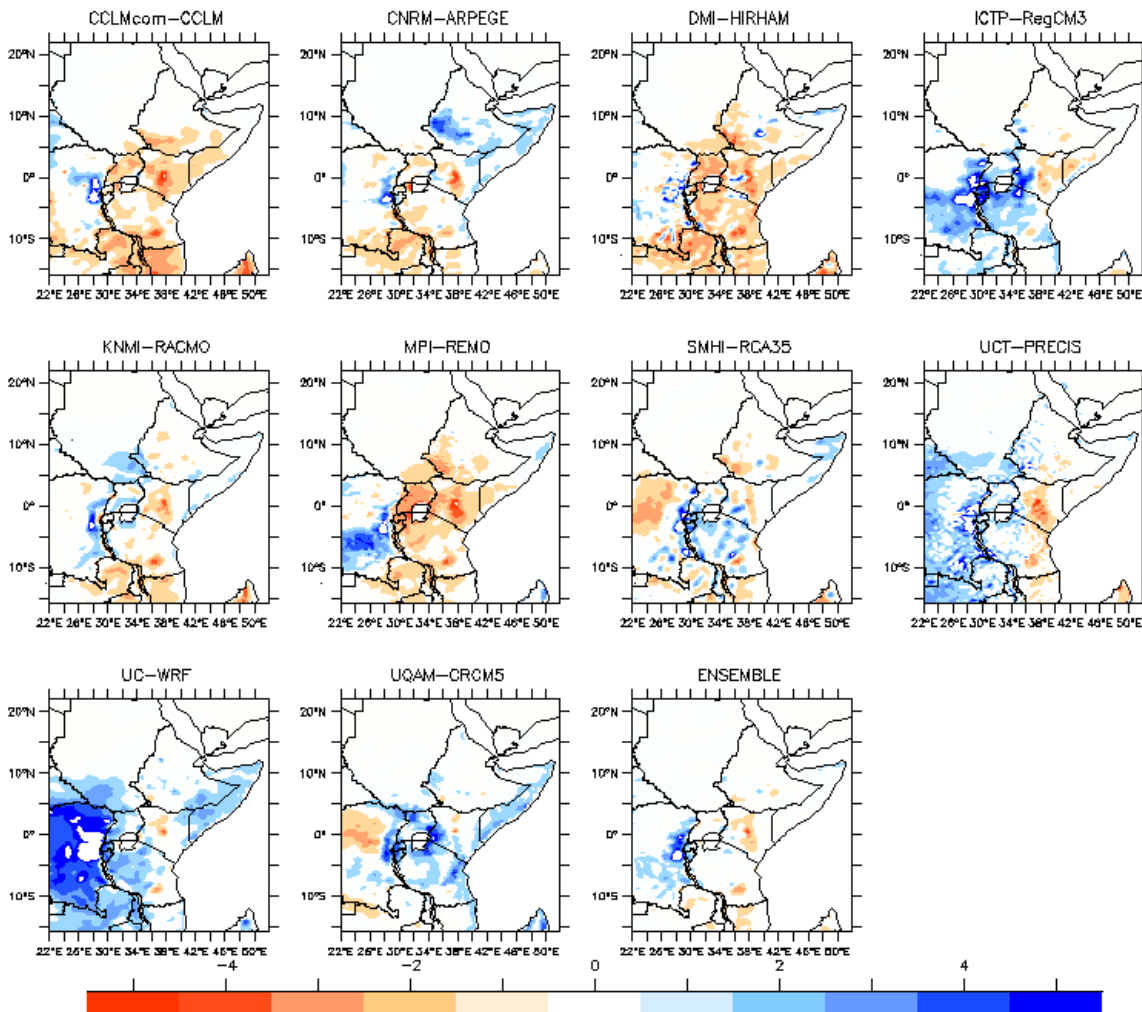 CCLMcom-CCLM CNRM-ARPEGE DMI-HIRHAM ICTP-RegCM3
20°N 20°N 20°N 20°N
10°N 10°N 10°N 10°N
0° 0° 0° 0°
10°S 10°S 10°S 10°S
22°E 26°E 30°E 34°E 38°E 42°E 46°E 50°E 22°E 26°E 30°E 34°E 38°E 42°E 46°E 50°E 22°E 26°E 30°E 34°E 38°E 42°E 46°E 50°E 22°E 26°E 30°E 34°E 38°E 42°E 46°E 50°E
KNMI-RACMO MPI-REMO SMHI-RCA35 UCT-PRECIS
20°N 20°N 20°N 20°N
10°N 10°N 10°N 10°N
0° 0° 0° 0°
10°S 10°S 10°S 10°S
22°E 26°E 30°E 34°E 38°E 42°E 46°E 50°E 22°E 26°E 30°E 34°E 38°E 42°E 46°E 50°E 22°E 26°E 30°E 34°E 38°E 42°E 46°E 50°E 22°E 26°E 30°E 34°E 38°E 42°E 46°E 50°E
UC-WRF UQAM-CRCM5 ENSEMBLE
20°N 20°N 20°N
10°N 10°N 10°N
0° 0° 0°
10°S 10°S 10°S
22°E 26°E 30°E 34°E 38°E 42°E 46°E 50°E 22°E 26°E 30°E 34°E 38°E 42°E 46°E 50°E 22°E 26°E 30°E 34°E 38°E 42°E 46°E 50°E
-4 -2 0 2 4